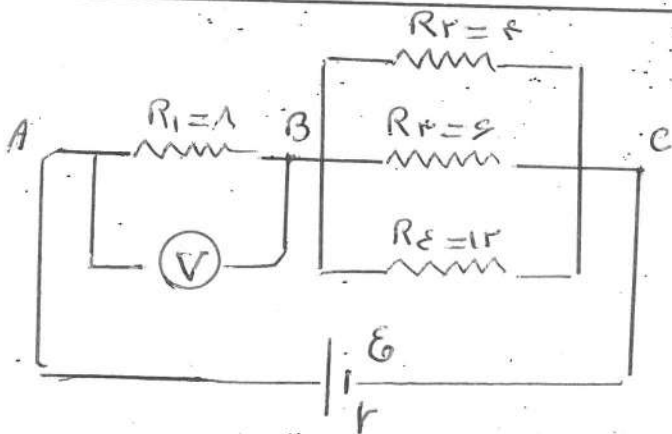 R۲ = ۴
A
R۱ = ۸
B
R۳ = ۶
C
V
R۴ = ۱۲
ε
r